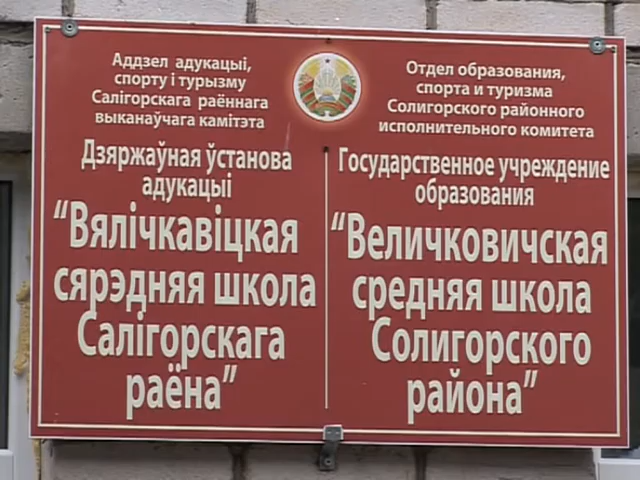 Аддзел адукацыі,
спорту і турызму
Салігорскага раённага
выканаўчага камітэта
Дзяржаўная ўстанова
адукацыі
“Вялічкавіцкая
сярэдняя школа
Салігорскага
раёна”
Отдел образования,
спорта и туризма
Солигорского районного
исполнительного комитета
Государственное учреждение
образования
“Величковичская
средняя школа
Солигорского
района”